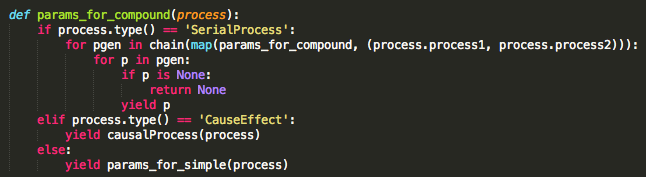 def params_for_compound(process):
    if process.type() == 'SerialProcess':
        for pgen in chain(map(params_for_compound, (process.process1, process.process2))):
            for p in pgen:
                if p is None:
                    return None
                yield p
    elif process.type() == 'CauseEffect':
        yield causalProcess(process)
    else:
        yield params_for_simple(process)